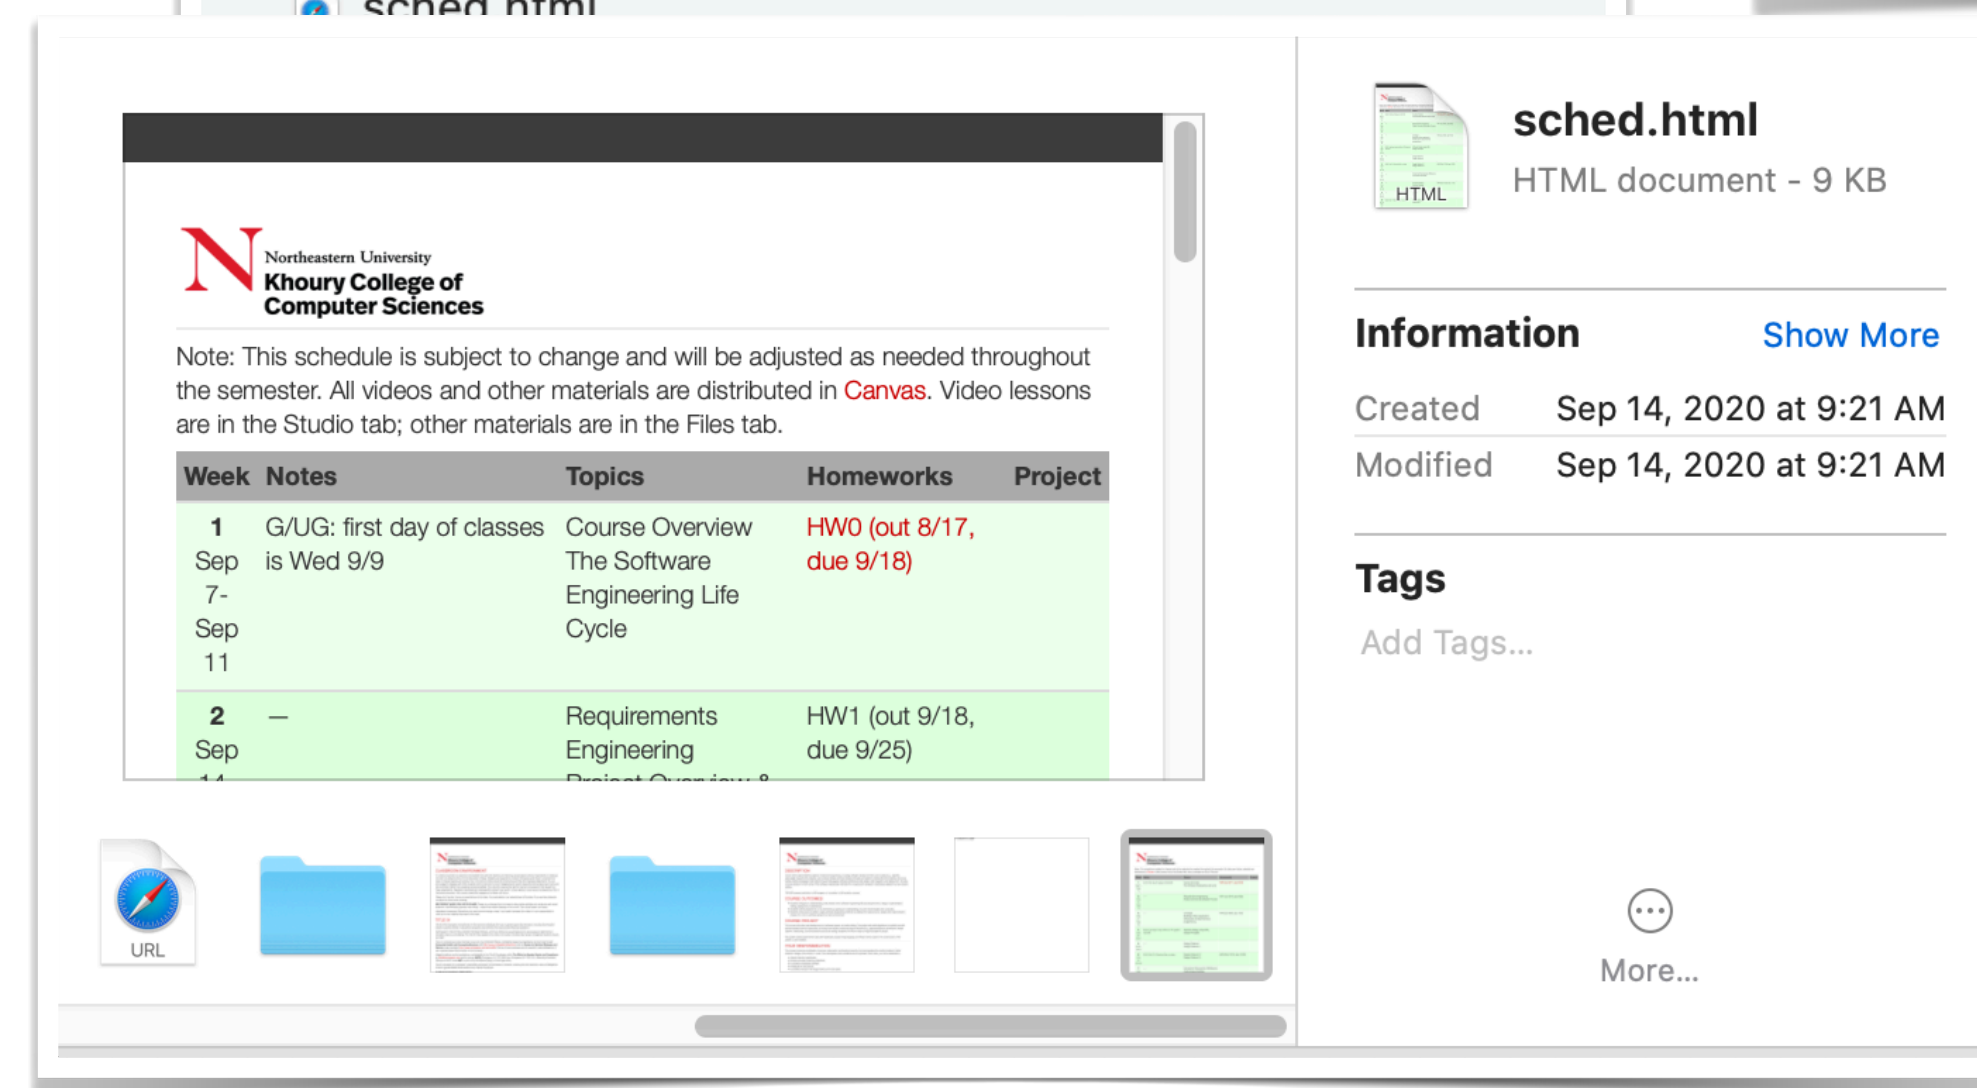 sched.html
Northeastern University
Khoury College of
Computer Sciences
Note: This schedule is subject to change and will be adjusted as needed throughout
the semester. All videos and other materials are distributed in Canvas. Video lessons
are in the Studio tab; other materials are in the Files tab.
Week Notes Topics Homeworks Project
1 G/UG: first day of classes Course Overview HW0 (out 8/17,
Sep is Wed 9/9 The Software due 9/18)
7- Engineering Life
Sep Cycle
11
2 — Requirements HW1 (out 9/18,
Sep Engineering due 9/25)
14 Project Overview &
URL
sched.html
HTML document - 9 KB
HTML
Information Show More
Created Sep 14, 2020 at 9:21 AM
Modified Sep 14, 2020 at 9:21 AM
Tags
Add Tags...
More...